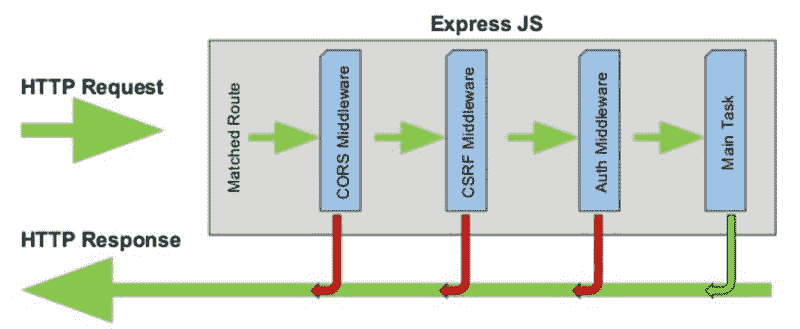 Express JS
HTTP Request
Matched Route
CORS Middleware
CSRF Middleware
Auth Middleware
Main Task
HTTP Response